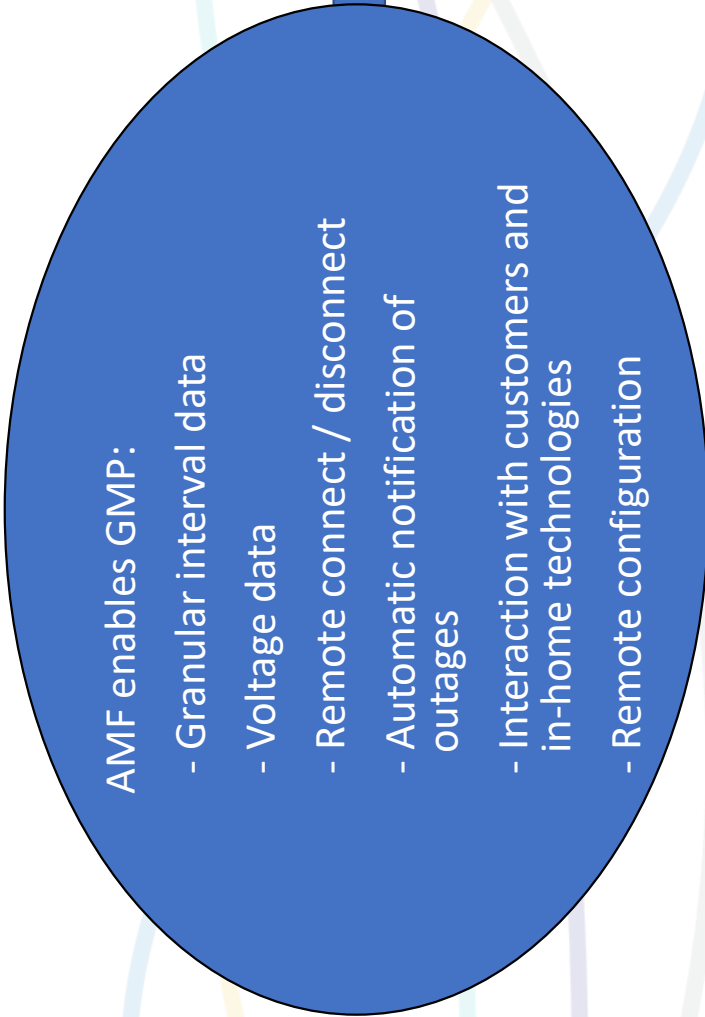 AMF enables GMP:
- Granular interval data
- Voltage data
- Remote connect / disconnect
- Automatic notification of
outages
- Interaction with customers and
in-home technologies
- Remote configuration